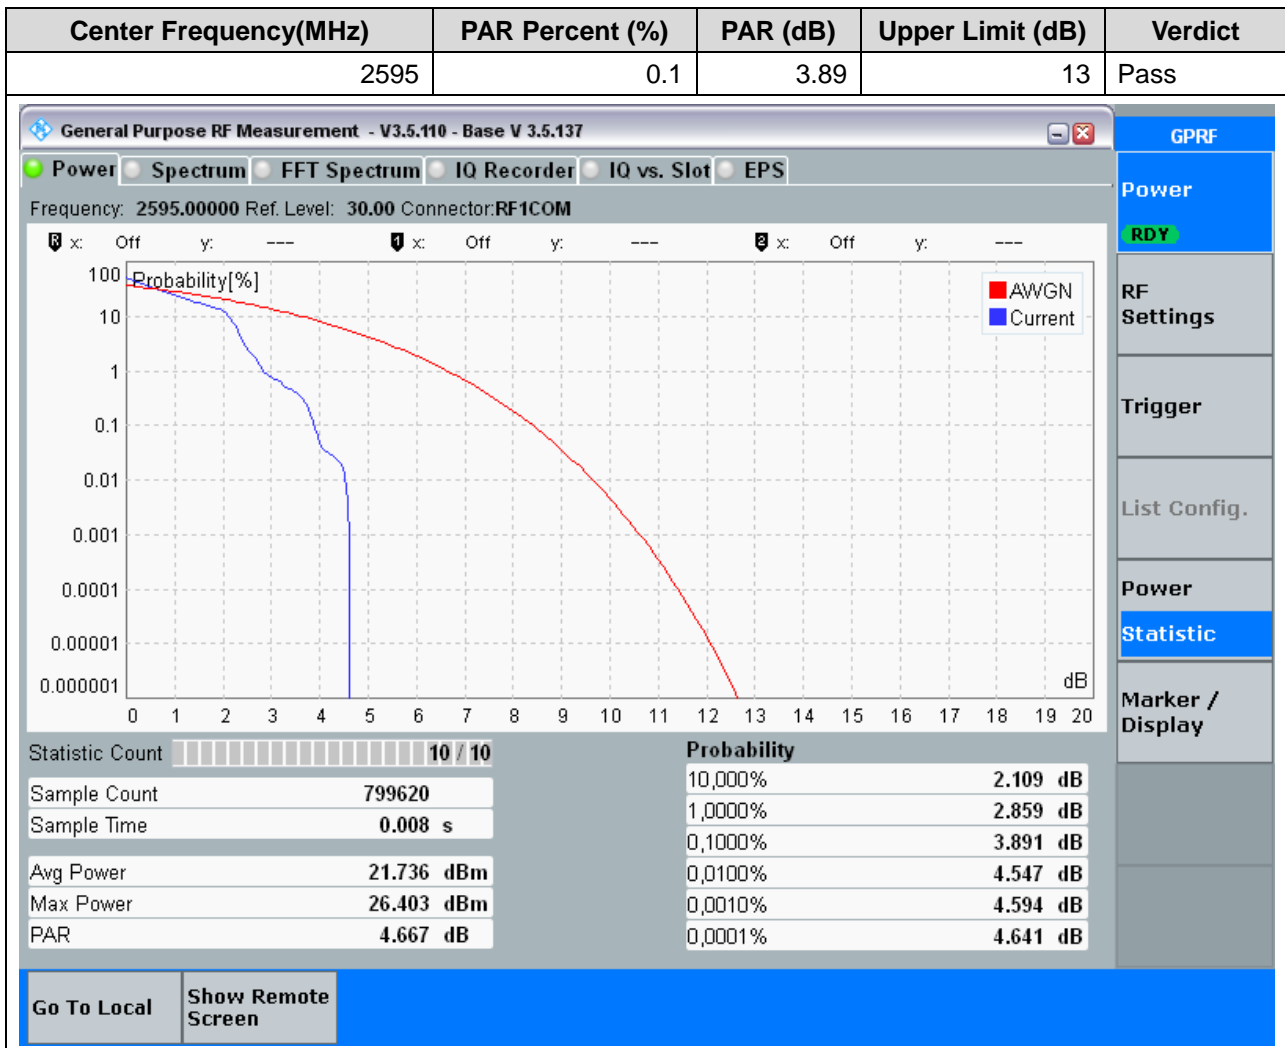 Center Frequency(MHz) PAR Percent (%) PAR (dB) Upper Limit (dB) Verdict
2595 0.1 3.89 13 Pass
General Purpose RF Measurement - V3.5.110 - Base V 3.5.137
GPRF
Power Spectrum FFT Spectrum IQ Recorder IQ vs. Slot EPS
Frequency: 2595.00000 Ref. Level: 30.00 Connector:RF1COM
R x: Off y: --- 1 x: Off y: --- 2 x: Off y: ---
Probability[%]
AWGN
Current
100
10
1
0.1
0.01
0.001
0.0001
0.00001
0.000001
dB
0 1 2 3 4 5 6 7 8 9 10 11 12 13 14 15 16 17 18 19 20
Statistic Count 10 / 10
Sample Count 799620
Sample Time 0.008 s
Avg Power 21.736 dBm
Max Power 26.403 dBm
PAR 4.667 dB
Probability
10,000% 2.109 dB
1,0000% 2.859 dB
0,1000% 3.891 dB
0,0100% 4.547 dB
0,0010% 4.594 dB
0,0001% 4.641 dB
Power
RDY
RF
Settings
Trigger
List Config.
Power
Statistic
Marker /
Display
Go To Local
Show Remote
Screen